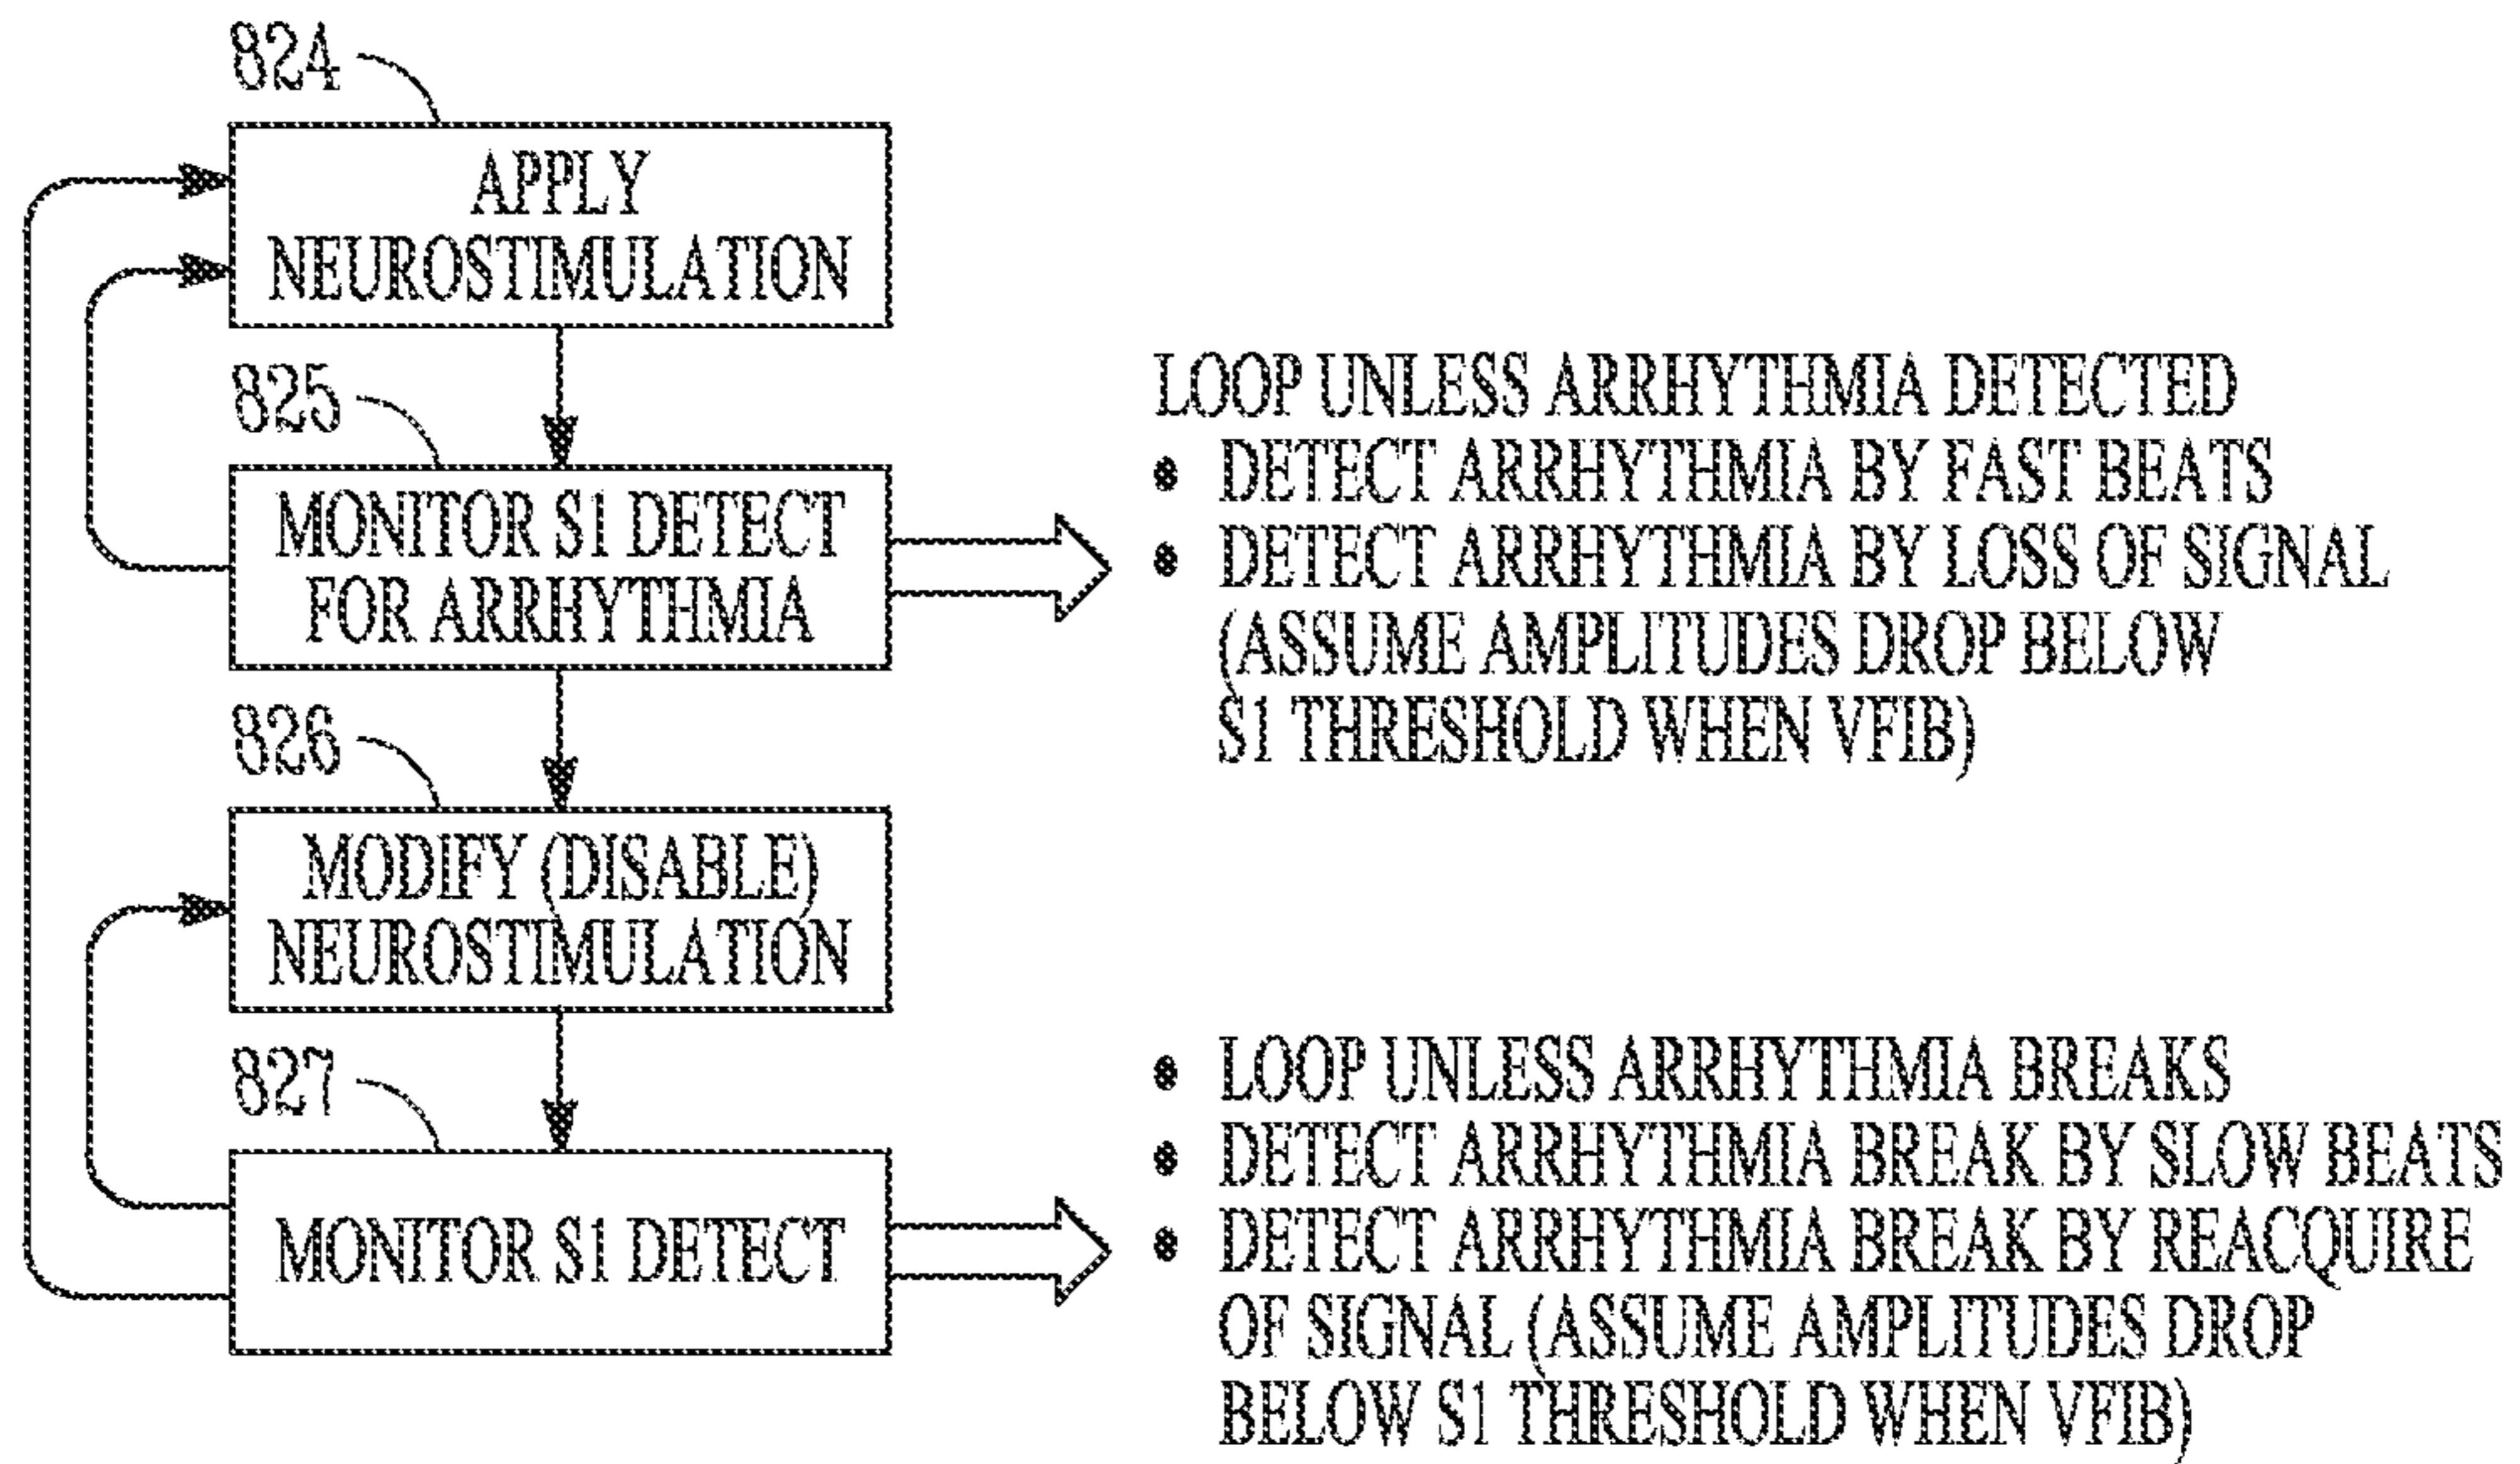 824
APPLY
NEUROSTIMULATION
825
MONITOR S1 DETECT
FOR ARRHYTHMIA
LOOP UNLESS ARRHYTHMIA DETECTED
• DETECT ARRHYTHMIA BY FAST BEATS
• DETECT ARRHYTHMIA BY LOSS OF SIGNAL
(ASSUME AMPLITUDES DROP BELOW
S1 THRESHOLD WHEN VFIB)
826
MODIFY (DISABLE)
NEUROSTIMULATION
827
MONITOR S1 DETECT
• LOOP UNLESS ARRHYTHMIA BREAKS
• DETECT ARRHYTHMIA BREAK BY SLOW BEATS
• DETECT ARRHYTHMIA BREAK BY REACQUIRE
OF SIGNAL (ASSUME AMPLITUDES DROP
BELOW S1 THRESHOLD WHEN VFIB)